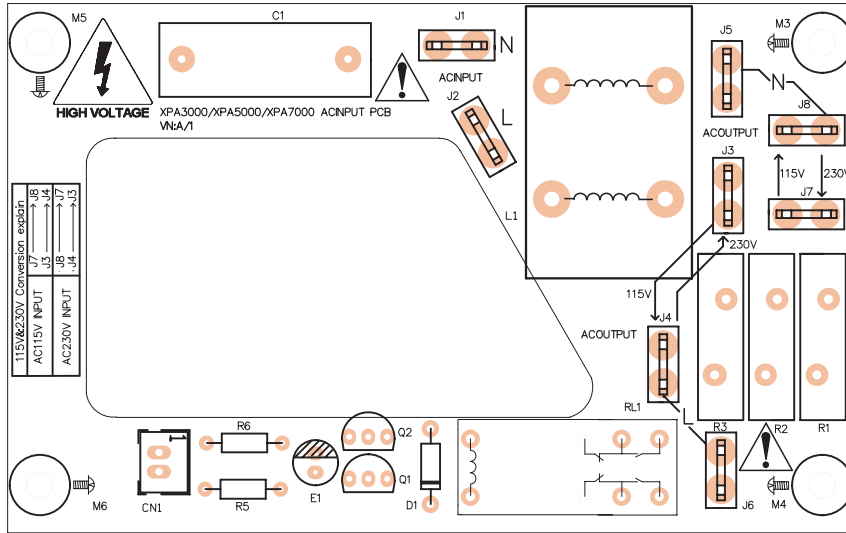 M5
C1
J1
N
ACINPUT
HIGH VOLTAGE
XPA3000/XPA5000/XPA7000 ACINPUT PCB
VN:A/1
J2
L
L1
J5
M3
N
ACOUTPUT
J8
J3
115V
230V
J7
230V
115V
J4
ACOUTPUT
115V&230V Conversion explain
AC115V INPUT J7 → J8
J3 → J4
AC230V INPUT J8 → J7
J4 → J3
RL1
L
R3
R2
R1
R6
Q2
1
CN1
R5
E1
Q1
D1
M6
J6
M4